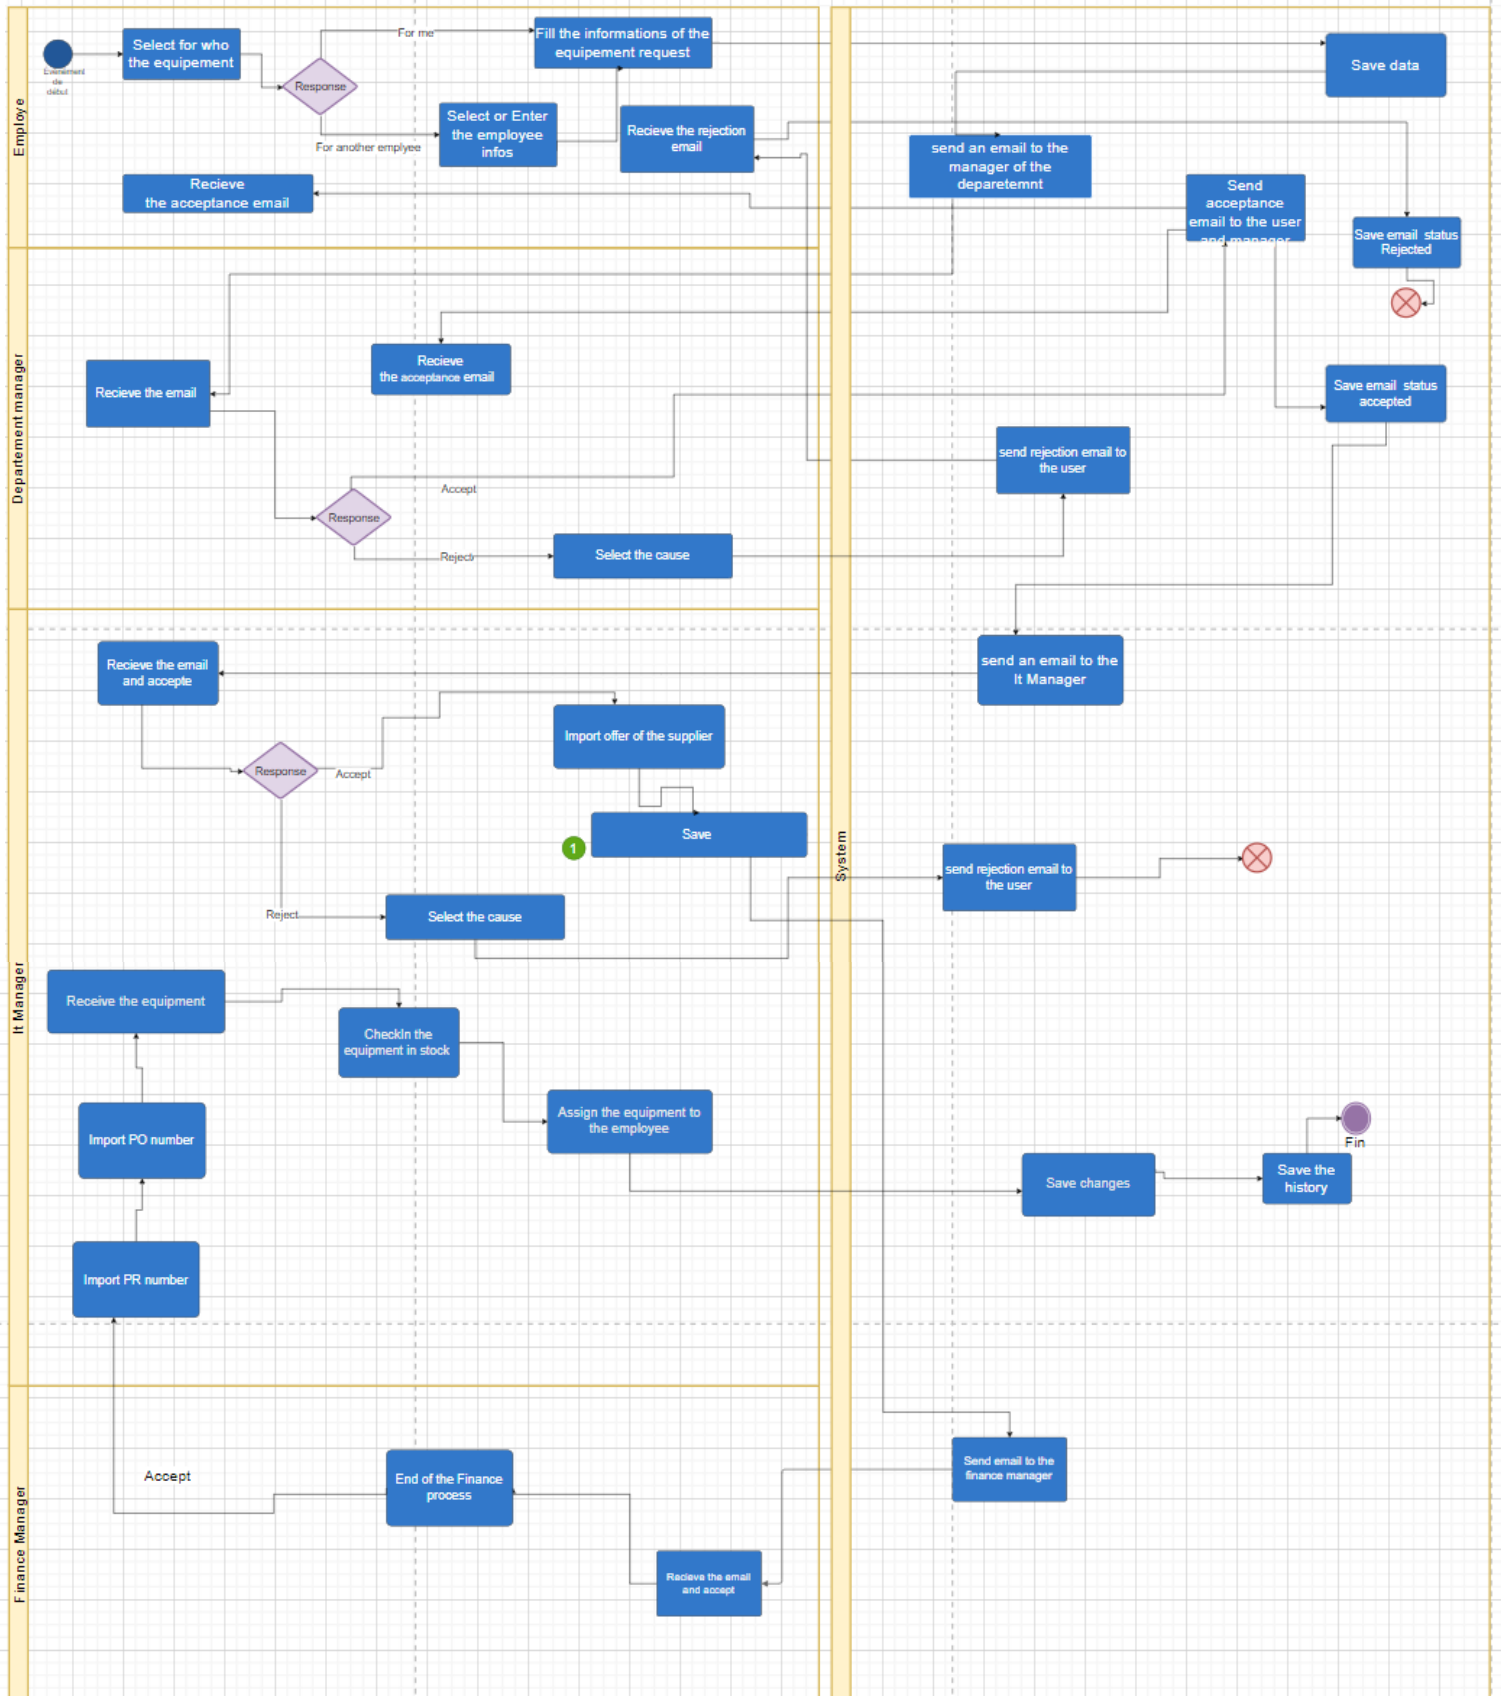 Employe
Evènement
de
début
Select for who
the equipement
Response
For me
For another emplyee
Fill the informations of the
equipement request
Select or Enter
the employee
infos
Recieve the rejection
email
Recieve
the acceptance email
Save data
send an email to the
manager of the
deparetemnt
Send
acceptance
email to the user
and manager
Save email status
Rejected
Departement manager
Recieve the email
Recieve
the acceptance email
Response
Accept
Reject
Select the cause
send rejection email to
the user
Save email status
accepted
It Manager
Recieve the email
and accepte
Response
Accept
Reject
Import offer of the supplier
Save
1
Select the cause
System
send an email to the
It Manager
send rejection email to
the user
Receive the equipment
CheckIn the
equipment in stock
Assign the equipment to
the employee
Import PO number
Import PR number
Save changes
Save the
history
Fin
Finance Manager
Accept
End of the Finance
process
Recieve the email
and accept
Send email to the
finance manager